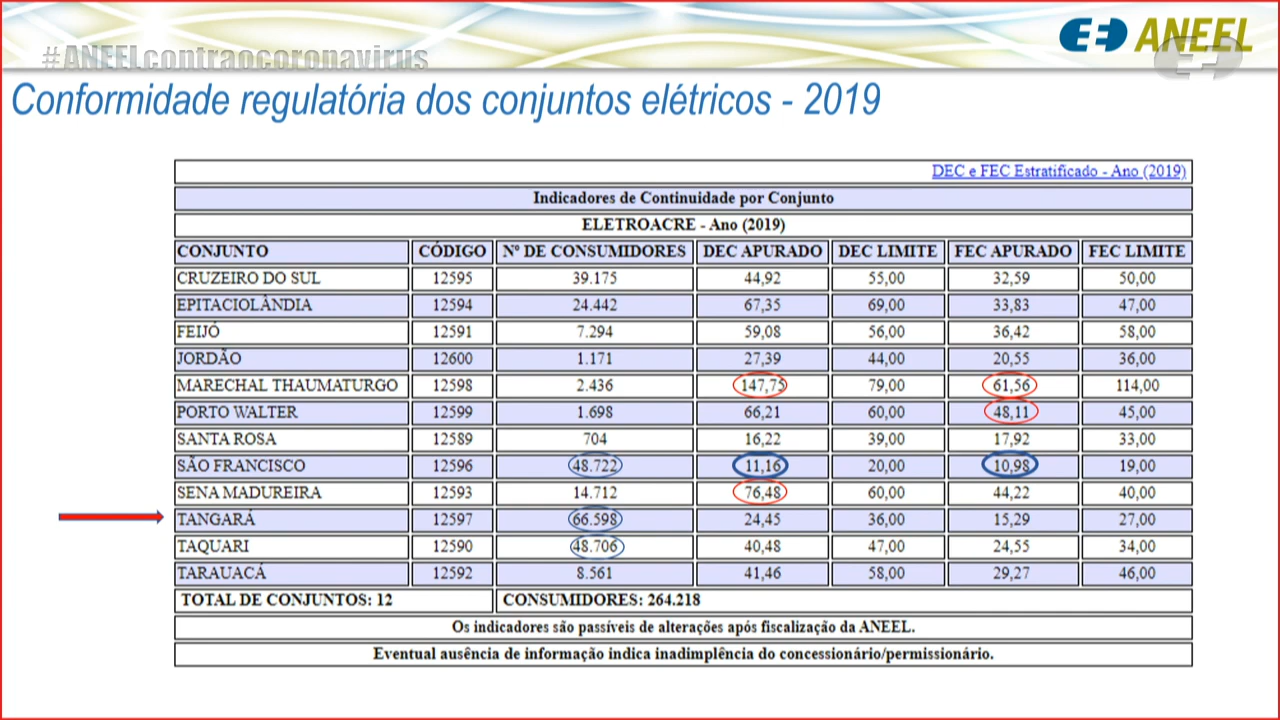 #ANEELcontraocoronavirus
ANEEL
Conformidade regulatória dos conjuntos elétricos - 2019
DEC e FEC Estratificado - Ano (2019)
Indicadores de Continuidade por Conjunto
ELETROACRE - Ano (2019)
CONJUNTO CÓDIGO Nº DE CONSUMIDORES DEC APURADO DEC LIMITE FEC APURADO FEC LIMITE
CRUZEIRO DO SUL 12595 39.175 44,92 55,00 32,59 50,00
EPITACIOLÂNDIA 12594 24.442 67,35 69,00 33,83 47,00
FEIJÓ 12591 7.294 59,08 56,00 36,42 58,00
JORDÃO 12600 1.171 27,39 44,00 20,55 36,00
MARECHAL THAUMATURGO 12598 2.436 147,75 79,00 61,56 114,00
PORTO WALTER 12599 1.698 66,21 60,00 48,11 45,00
SANTA ROSA 12589 704 16,22 39,00 17,92 33,00
SÃO FRANCISCO 12596 48.722 11,16 20,00 10,98 19,00
SENA MADUREIRA 12593 14.712 76,48 60,00 44,22 40,00
TANGARÁ 12597 66.598 24,45 36,00 15,29 27,00
TAQUARI 12590 48.706 40,48 47,00 24,55 34,00
TARAUACÁ 12592 8.561 41,46 58,00 29,27 46,00
TOTAL DE CONJUNTOS: 12 CONSUMIDORES: 264.218
Os indicadores são passíveis de alterações após fiscalização da ANEEL.
Eventual ausência de informação indica inadimplência do concessionário/permissionário.